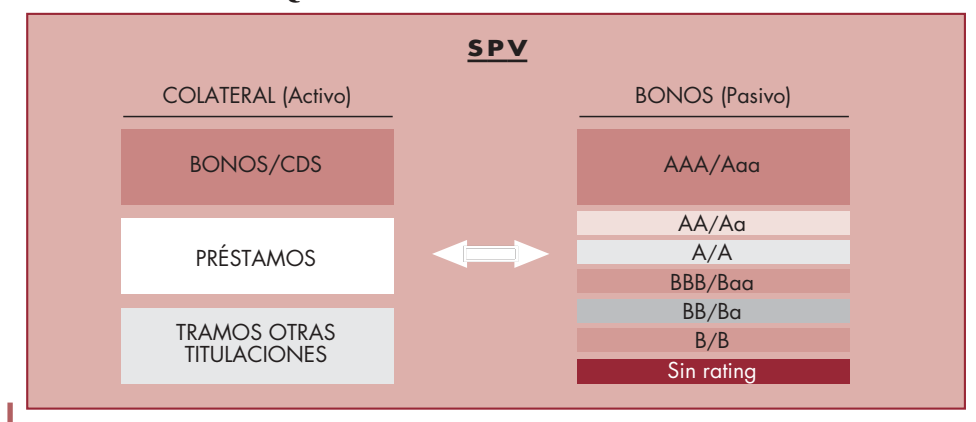 SPV
COLATERAL (Activo)
BONOS/CDS
PRÉSTAMOS
TRAMOS OTRAS
TITULACIONES
BONOS (Pasivo)
AAA/Aaa
AA/Aa
A/A
BBB/Baa
BB/Ba
B/B
Sin rating